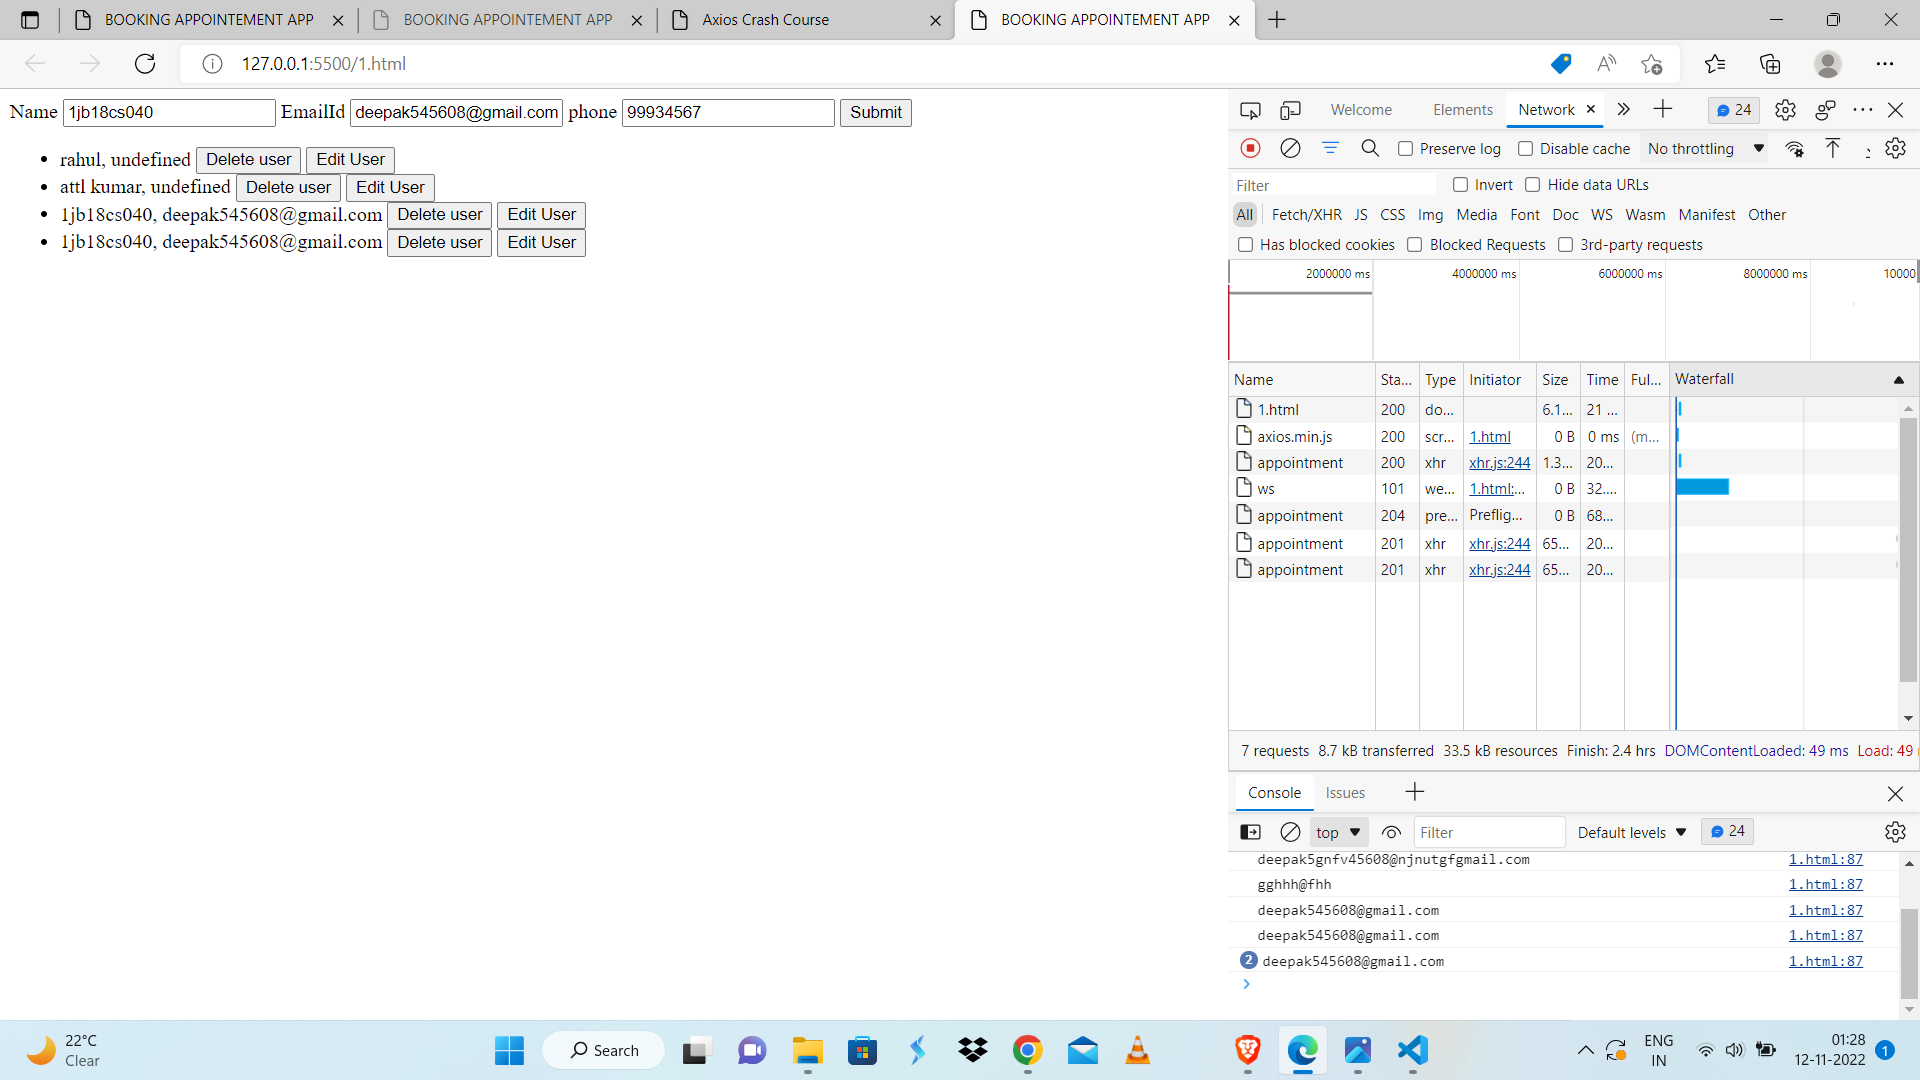 BOOKING APPOINTEMENT APP
BOOKING APPOINTEMENT APP
Axios Crash Course
BOOKING APPOINTEMENT APP
127.0.0.1:5500/1.html
Name 1jb18cs040 EmailId deepak545608@gmail.com phone 99934567 Submit
rahul, undefined Delete user Edit User
attl kumar, undefined Delete user Edit User
1jb18cs040, deepak545608@gmail.com Delete user Edit User
1jb18cs040, deepak545608@gmail.com Delete user Edit User
Welcome Elements Network 24
Preserve log Disable cache No throttling
Filter Invert Hide data URLs
All Fetch/XHR JS CSS Img Media Font Doc WS Wasm Manifest Other
Has blocked cookies Blocked Requests 3rd-party requests
2000000 ms 4000000 ms 6000000 ms 8000000 ms 10000
Name Sta... Type Initiator Size Time Ful... Waterfall
1.html 200 do... 6.1... 21 ...
axios.min.js 200 scr... 1.html 0 B 0 ms (m...
appointment 200 xhr xhr.js:244 1.3... 20...
ws 101 we... 1.html:... 0 B 32....
appointment 204 pre... Preflig... 0 B 68...
appointment 201 xhr xhr.js:244 65... 20...
appointment 201 xhr xhr.js:244 65... 20...
7 requests 8.7 kB transferred 33.5 kB resources Finish: 2.4 hrs DOMContentLoaded: 49 ms Load: 49
Console Issues
top Filter Default levels 24
deepak5gnfv45608@njnutgfgmail.com 1.html:87
gghhh@fhh 1.html:87
deepak545608@gmail.com 1.html:87
deepak545608@gmail.com 1.html:87
2 deepak545608@gmail.com 1.html:87
22°C
Clear
Search
ENG
IN
01:28
12-11-2022
1